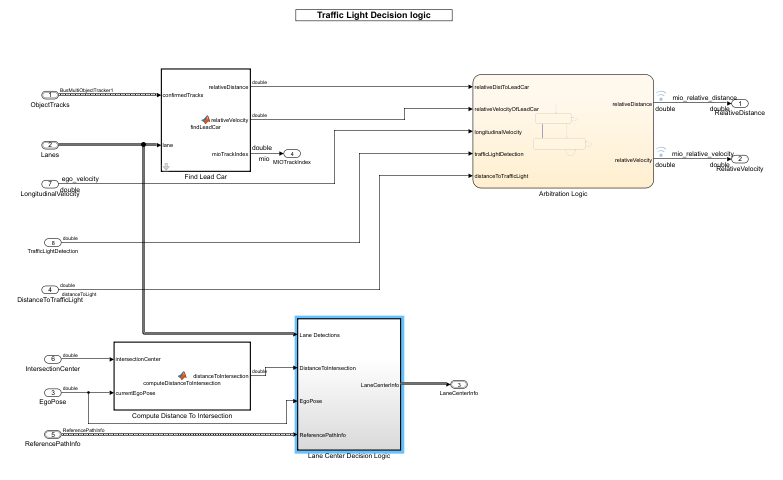 Traffic Light Decision logic
1
BusMultiObjectTracker1
ObjectTracks
confirmedTracks
relativeDistance
double
relativeVelocity
double
findLeadCar
2
Lanes
lane
mioTrackIndex
double
mio
4
MIOTrackIndex
Find Lead Car
7
ego_velocity
double
LongitudinalVelocity
relativeDistToLeadCar
relativeVelocityOfLeadCar
longitudinalVelocity
trafficLightDetection
distanceToTrafficLight
relativeDistance
relativeVelocity
Arbitration Logic
mio_relative_distance
double
double
1
RelativeDistance
mio_relative_velocity
double
double
2
RelativeVelocity
8
double
TrafficLightDetection
4
double
distanceToLight
DistanceToTrafficLight
6
double
IntersectionCenter
intersectionCenter
distanceToIntersection
double
computeDistanceToIntersection
3
double
EgoPose
currentEgoPose
Compute Distance To Intersection
5
ReferencePathInfo
ReferencePathInfo
Lane Detections
DistanceToIntersection
LaneCenterInfo
EgoPose
ReferencePathInfo
Lane Center Decision Logic
3
LaneCenterInfo